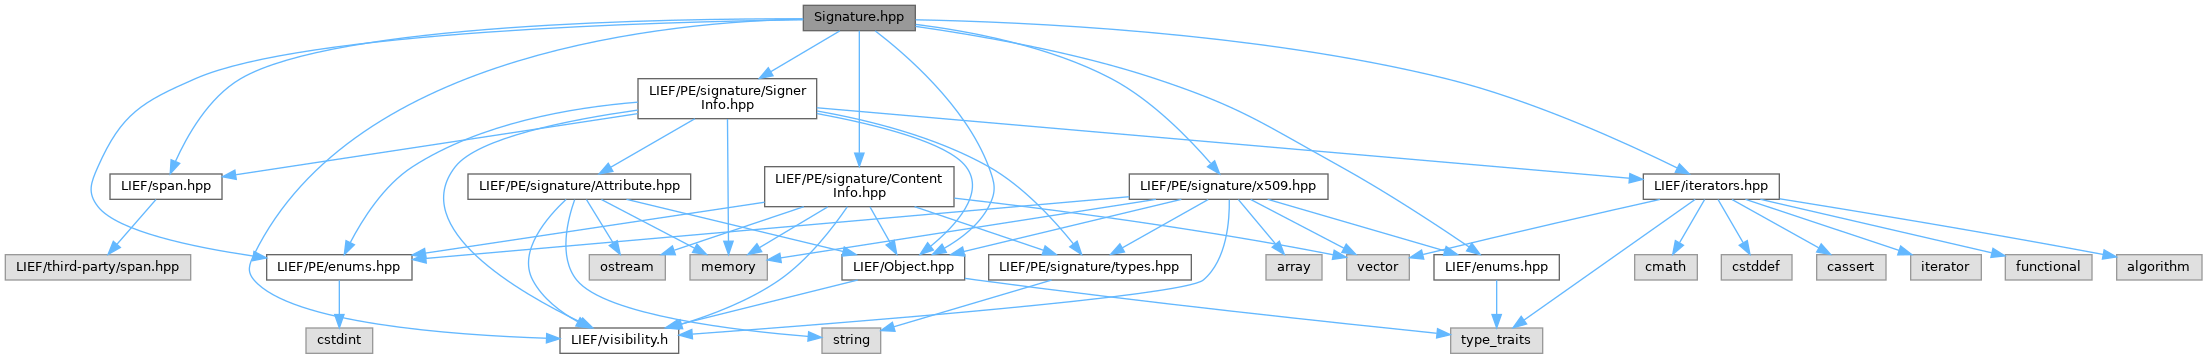 Signature.hpp
LIEF/PE/signature/Signer
Info.hpp
LIEF/span.hpp
LIEF/PE/signature/Attribute.hpp
LIEF/PE/signature/Content
Info.hpp
LIEF/PE/signature/x509.hpp
LIEF/iterators.hpp
LIEF/third-party/span.hpp
LIEF/PE/enums.hpp
ostream
memory
LIEF/Object.hpp
LIEF/PE/signature/types.hpp
array
vector
LIEF/enums.hpp
cmath
cstddef
cassert
iterator
functional
algorithm
cstdint
LIEF/visibility.h
string
type_traits